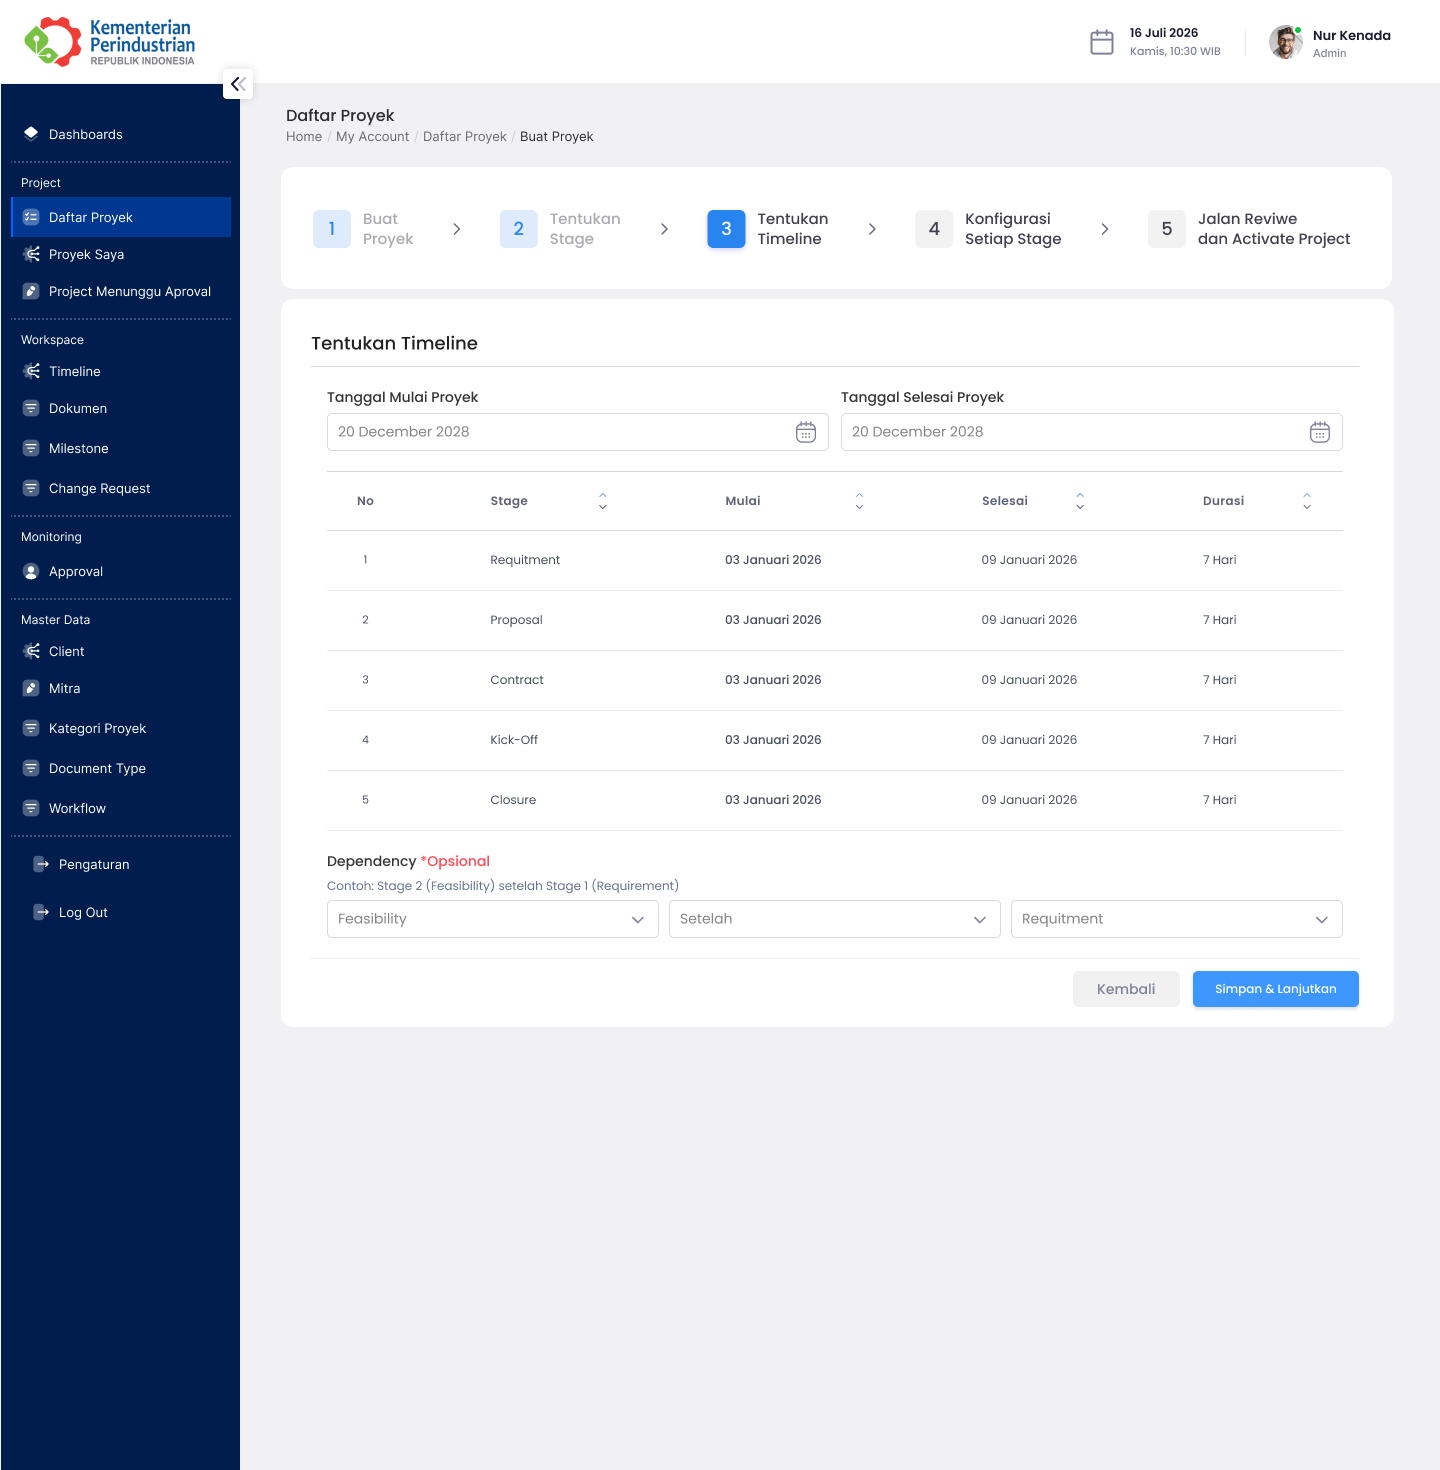 Kementerian
Perindustrian
REPUBLIK INDONESIA
16 Juli 2026
Kamis, 10:30 WIB
Nur Kenada
Admin
Dashboards
Project
Daftar Proyek
Proyek Saya
Project Menunggu Aproval
Workspace
Timeline
Dokumen
Milestone
Change Request
Monitoring
Approval
Master Data
Client
Mitra
Kategori Proyek
Document Type
Workflow
Pengaturan
Log Out
Daftar Proyek
Home / My Account / Daftar Proyek / Buat Proyek
1 Buat Proyek
2 Tentukan Stage
3 Tentukan Timeline
4 Konfigurasi Setiap Stage
5 Jalan Reviwe dan Activate Project
Tentukan Timeline
Tanggal Mulai Proyek
20 December 2028
Tanggal Selesai Proyek
20 December 2028
No Stage Mulai Selesai Durasi
1 Requitment 03 Januari 2026 09 Januari 2026 7 Hari
2 Proposal 03 Januari 2026 09 Januari 2026 7 Hari
3 Contract 03 Januari 2026 09 Januari 2026 7 Hari
4 Kick-Off 03 Januari 2026 09 Januari 2026 7 Hari
5 Closure 03 Januari 2026 09 Januari 2026 7 Hari
Dependency *Opsional
Contoh: Stage 2 (Feasibility) setelah Stage 1 (Requirement)
Feasibility Setelah Requitment
Kembali Simpan & Lanjutkan